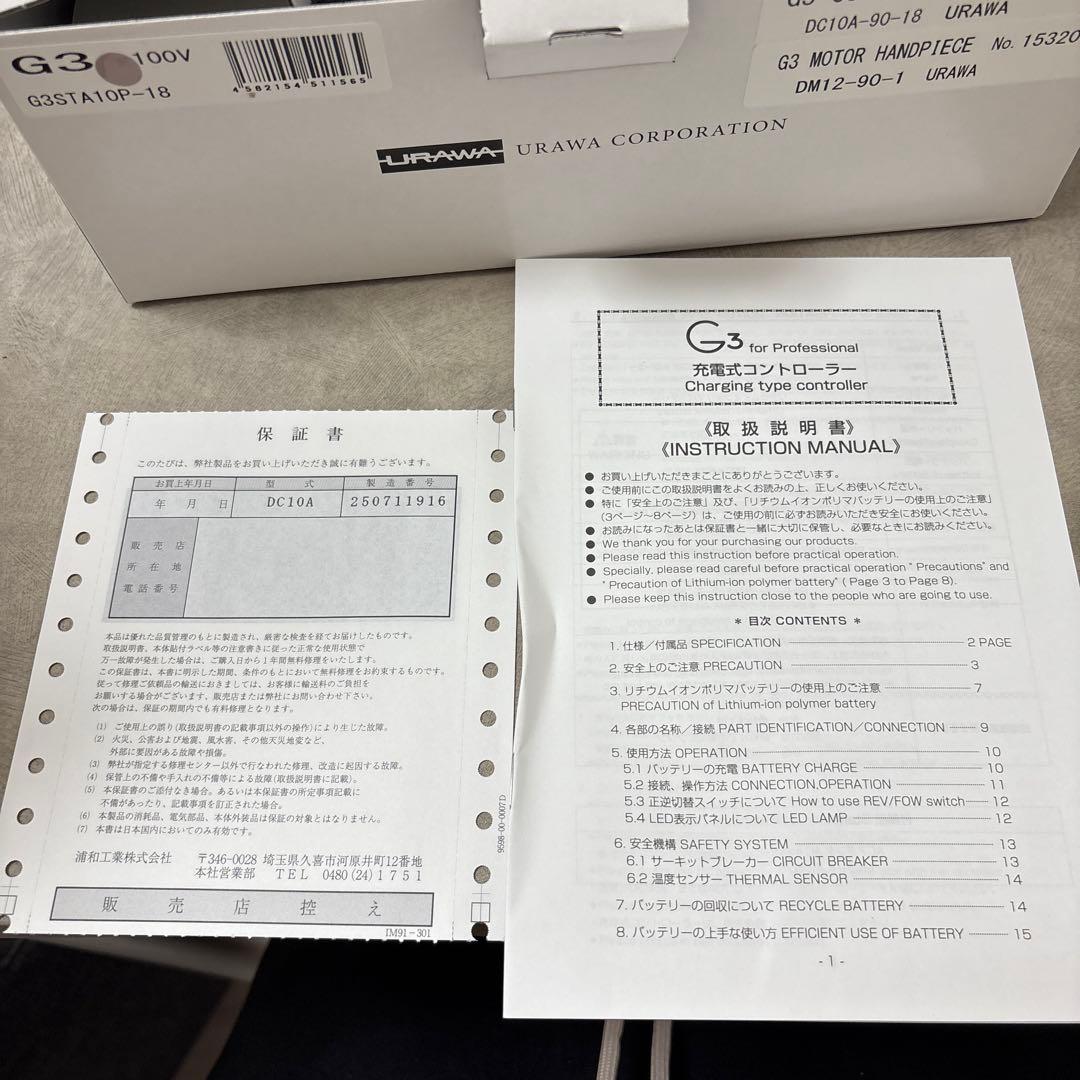 G3 100V
G3STA10P-18
4 582154 511565
DC10A-90-18 URAWA
G3 MOTOR HANDPIECE No. 15320
DM12-90-1 URAWA
URAWA URAWA CORPORATION
保証書
このたびは、弊社製品をお買い上げいただき誠に有難うございます。
お買上年月日 型式 製造番号
年 月 日 DC10A 250711916
販売店
所在地
電話番号
本品は優れた品質管理のもとに製造され、厳密な検査を経てお届けしたものです。
取扱説明書、本体貼付ラベル等の注意書きに従った正常な使用状態で
万一故障が発生した場合は、ご購入日から1年間無料修理をいたします。
この保証書は、本書に明示した期間、条件のもとにおいて無料修理をお約束するものです。
従って修理ご依頼品の輸送におきましては、お客様に輸送料のご負担を
お願いする場合がございます、販売店または弊社にお問い合わせ下さい。
次の場合は、保証の期間内でも有料修理となります。
(1) ご使用上の誤り(取扱説明書の記載事項以外の操作)により生じた故障。
(2) 火災、公害および地震、風水害、その他天災地変など、
外部に要因がある故障や損傷。
(3) 弊社が指定する修理センター以外で行なわれた修理、改造に起因する故障。
(4) 保管上の不備や手入れの不備等による故障(取扱説明書に記載)。
(5) 本保証書のご添付なき場合。あるいは本保証書の所定事項記載に
不備があったり、記載事項を訂正された場合。
(6) 本製品の消耗品、電気部品、本体外装品は保証の対象とはなりません。
(7) 本書は日本国内においてのみ有効です。
浦和工業株式会社 〒346-0028 埼玉県久喜市河原井町12番地
本社営業部 TEL 0480(24)1751
販売店控え
IM91-301
9598-00-0007.D
G3 for Professional
充電式コントローラー
Charging type controller
《取扱説明書》
《INSTRUCTION MANUAL》
● お買い上げいただきまことにありがとうございます。
● ご使用前にこの取扱説明書をよくお読みの上、正しくお使いください。
● 特に「安全上のご注意」及び、「リチウムイオンポリマバッテリーの使用上のご注意」
(3ページ〜8ページ)は、ご使用の前に必ずお読みいただき安全にお使いください。
● お読みになったあとは保証書と一緒に大切に保管し、必要なときにお読みください。
● We thank you for your purchasing our products.
● Please read this instruction before practical operation.
● Specially, please read careful before practical operation " Precautions" and
" Precaution of Lithium-ion polymer battery" ( Page 3 to Page 8).
● Please keep this instruction close to the people who are going to use.
* 目次 CONTENTS *
1. 仕様/付属品 SPECIFICATION 2 PAGE
2. 安全上のご注意 PRECAUTION 3
3. リチウムイオンポリマバッテリーの使用上のご注意 7
PRECAUTION of Lithium-ion polymer battery
4. 各部の名称/接続 PART IDENTIFICATION/CONNECTION 9
5. 使用方法 OPERATION 10
5.1 バッテリーの充電 BATTERY CHARGE 10
5.2 接続、操作方法 CONNECTION,OPERATION 11
5.3 正逆切替スイッチについて How to use REV/FOW switch 12
5.4 LED表示パネルについて LED LAMP 12
6. 安全機構 SAFETY SYSTEM 13
6.1 サーキットブレーカー CIRCUIT BREAKER 13
6.2 温度センサー THERMAL SENSOR 14
7. バッテリーの回収について RECYCLE BATTERY 14
8. バッテリーの上手な使い方 EFFICIENT USE OF BATTERY 15
- 1 -